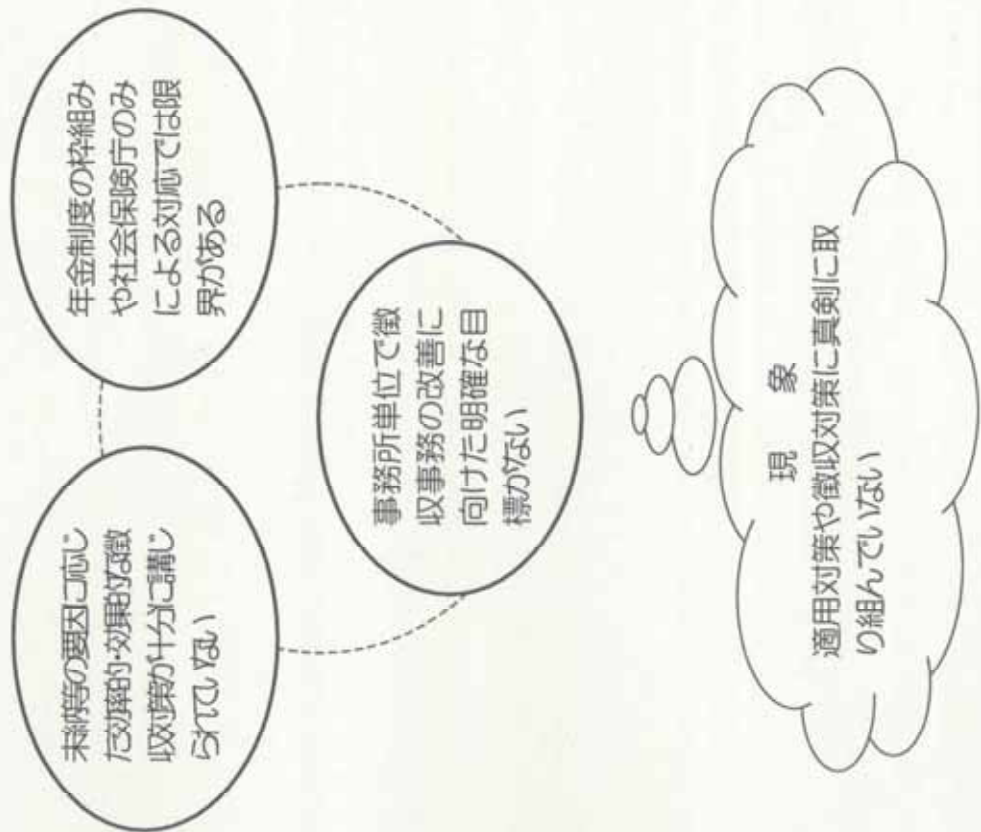 未納等の要因に応じ
た効率的・効果的な徴
収対策が十分に講じ
られていない
年金制度の枠組み
や社会保険庁のみ
による対応では限
界がある
事務所単位で徴
収事務の改善に
向けた明確な目
標がない
現　象
適用対策や徴収対策に真剣に取
り組んでいない